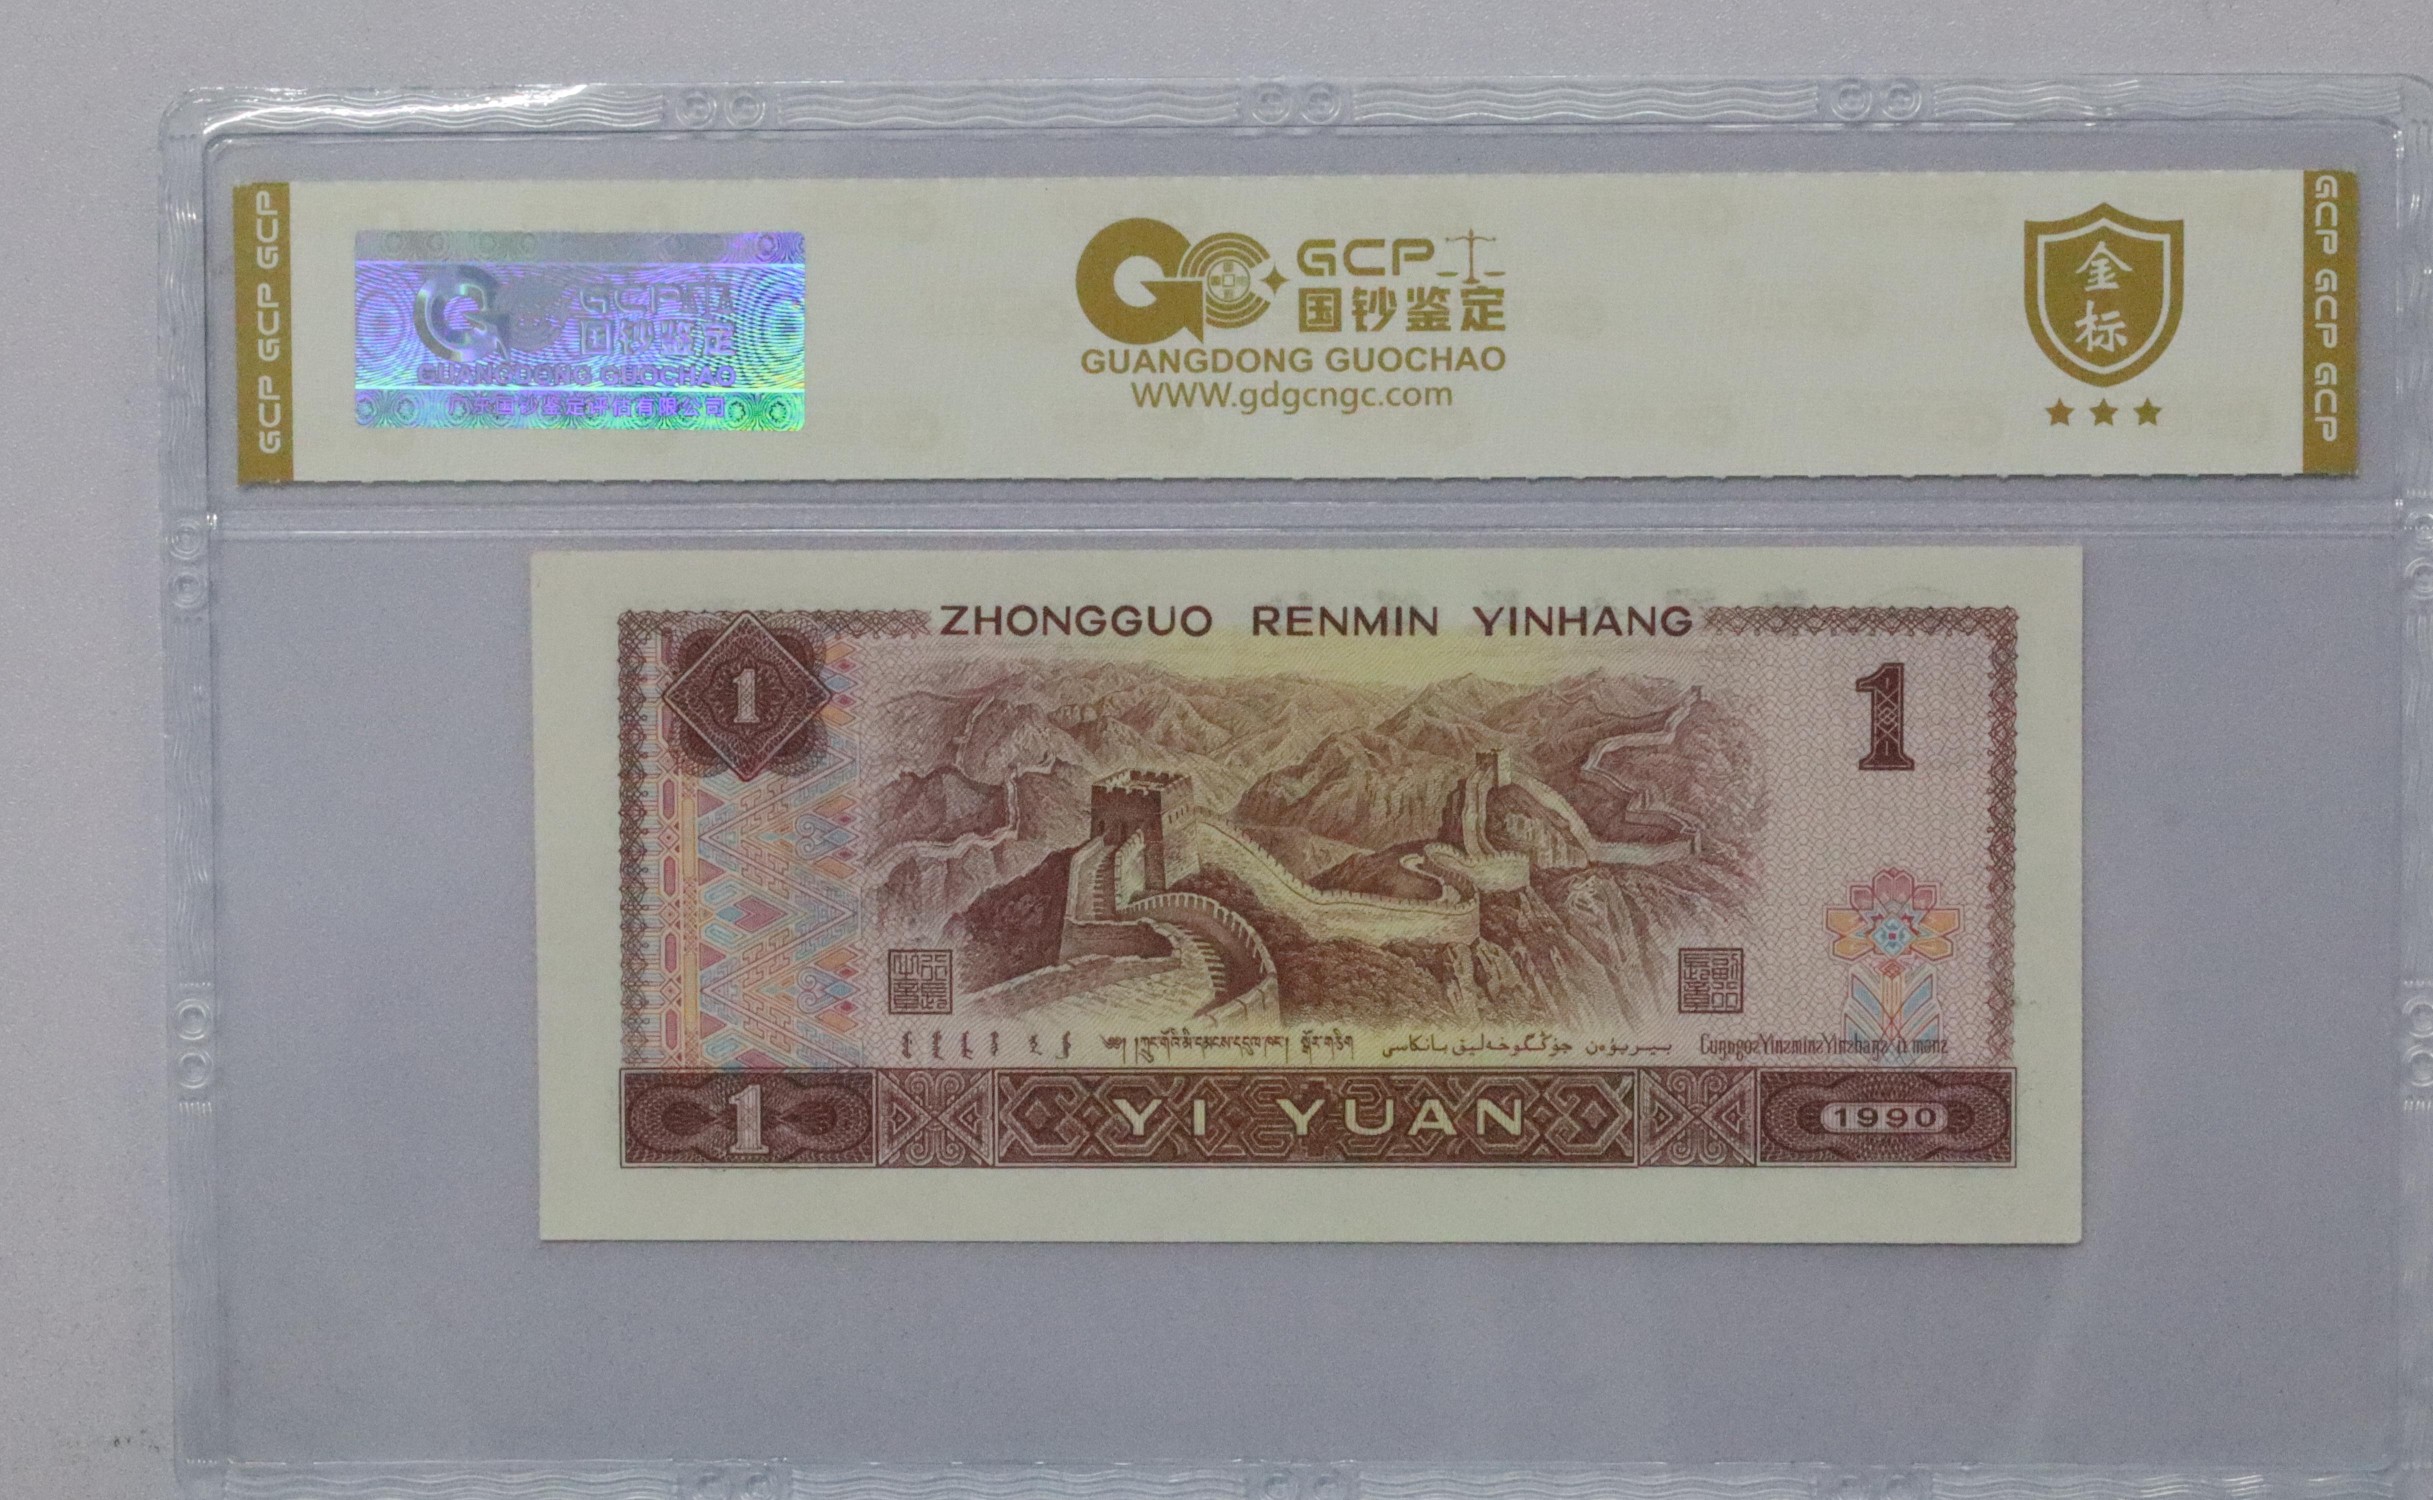 GCP GCP GCP
GCP
国钞鉴定
GUANGDONG GUOCHAO
广东国钞鉴定评估有限公司
GCP
国钞鉴定
GUANGDONG GUOCHAO
WWW.gdgcngc.com
金
标
GCP GCP GCP
ZHONGGUO RENMIN YINHANG
1
1
1
YI YUAN
1990